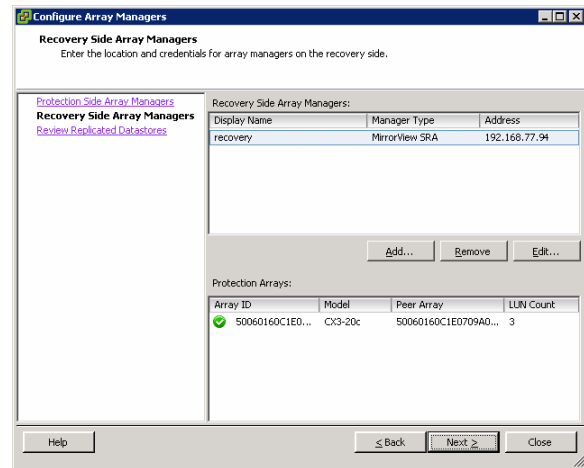 Configure Array Managers
Recovery Side Array Managers
Enter the location and credentials for array managers on the recovery side.
Protection Side Array Managers
Recovery Side Array Managers
Review Replicated Datastores
Recovery Side Array Managers:
Display Name Manager Type Address
recovery MirrorView SRA 192.168.77.94
Add... Remove Edit...
Protection Arrays:
Array ID Model Peer Array LUN Count
50060160C1E0... CX3-20c 50060160C1E0709A0... 3
Help < Back Next > Close